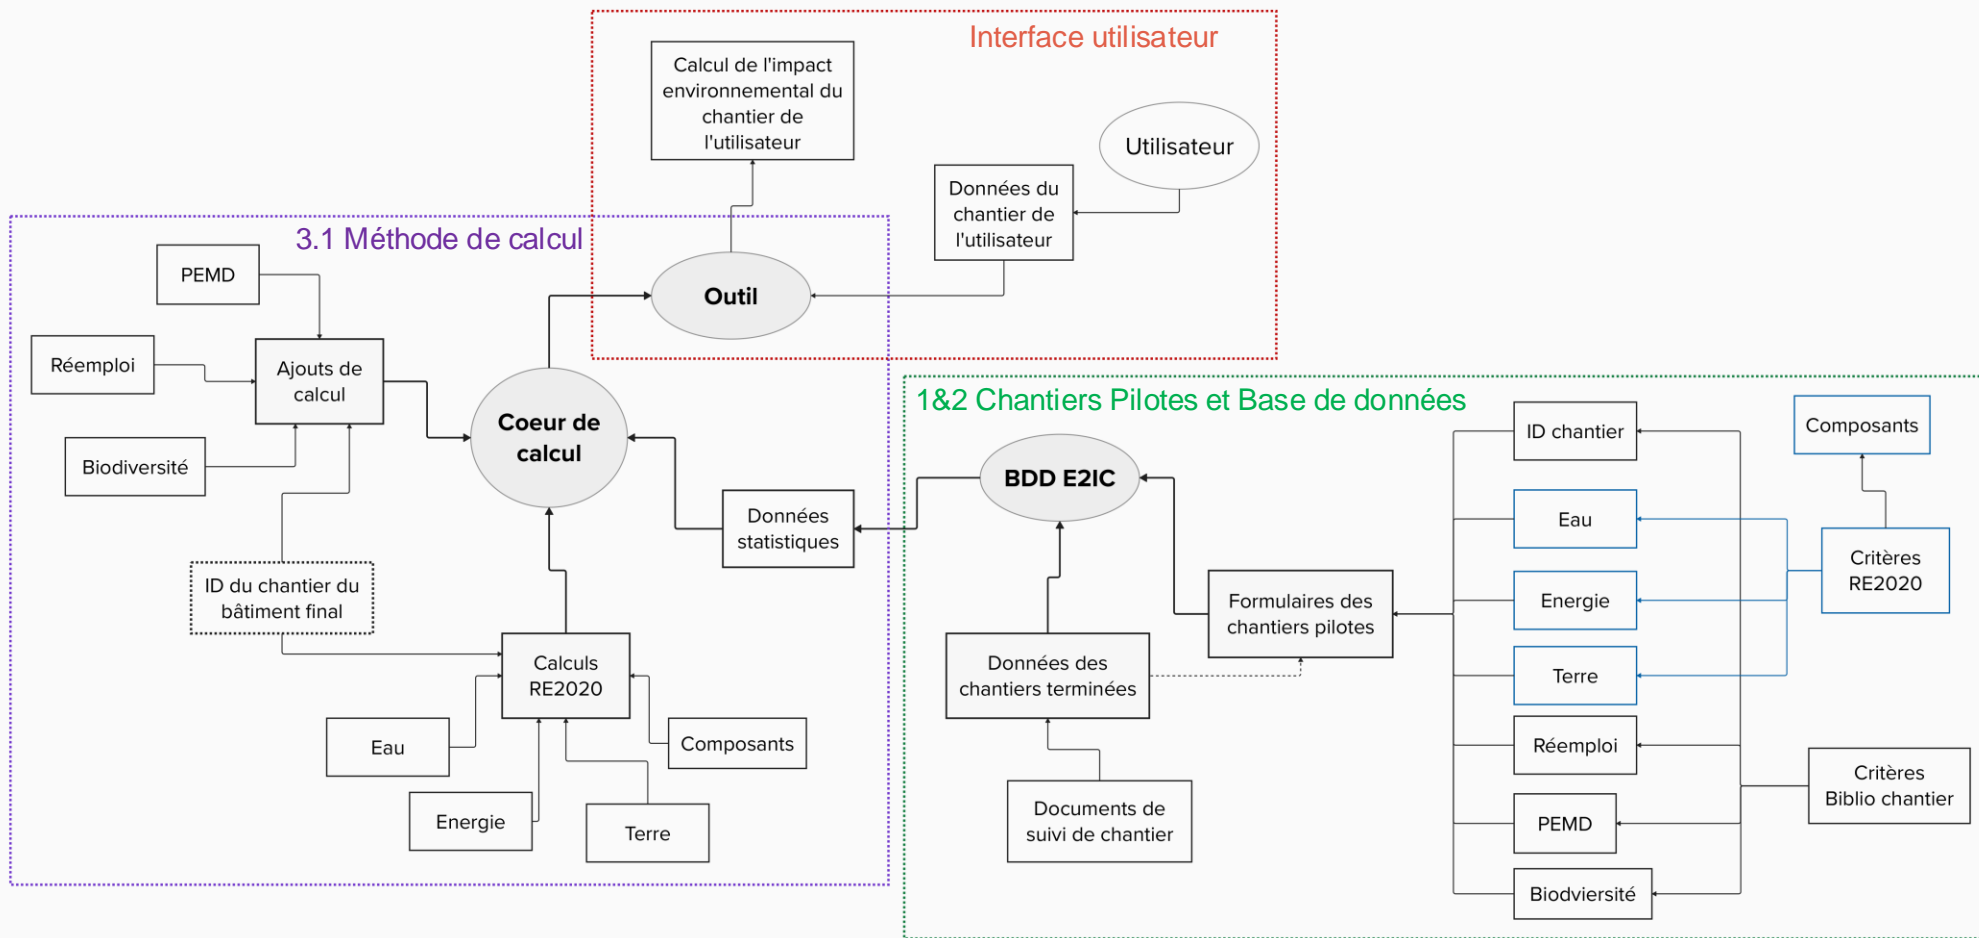 Interface utilisateur
Calcul de l'impact
environnemental du
chantier de
l'utilisateur
Utilisateur
Données du
chantier de
l'utilisateur
3.1 Méthode de calcul
PEMD
Outil
Réemploi
Ajouts de
calcul
Biodiversité
Coeur de
calcul
Données
statistiques
ID du chantier du
bâtiment final
Calculs
RE2020
Eau
Composants
Energie
Terre
1&2 Chantiers Pilotes et Base de données
BDD E2IC
ID chantier
Composants
Eau
Critères
RE2020
Energie
Formulaires des
chantiers pilotes
Données des
chantiers terminées
Terre
Réemploi
Critères
Biblio chantier
Documents de
suivi de chantier
PEMD
Biodviersité